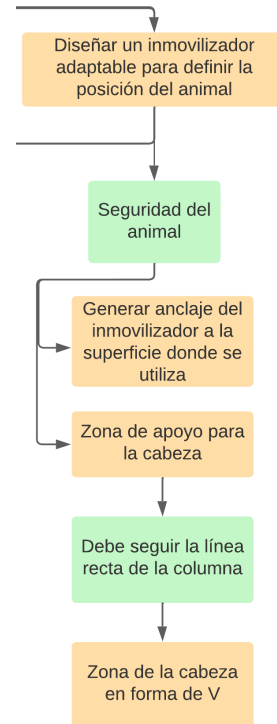 Diseñar un inmovilizador
adaptable para definir la
posición del animal
Seguridad del
animal
Generar anclaje del
inmovilizador a la
superficie donde se
utiliza
Zona de apoyo para
la cabeza
Debe seguir la línea
recta de la columna
Zona de la cabeza
en forma de V